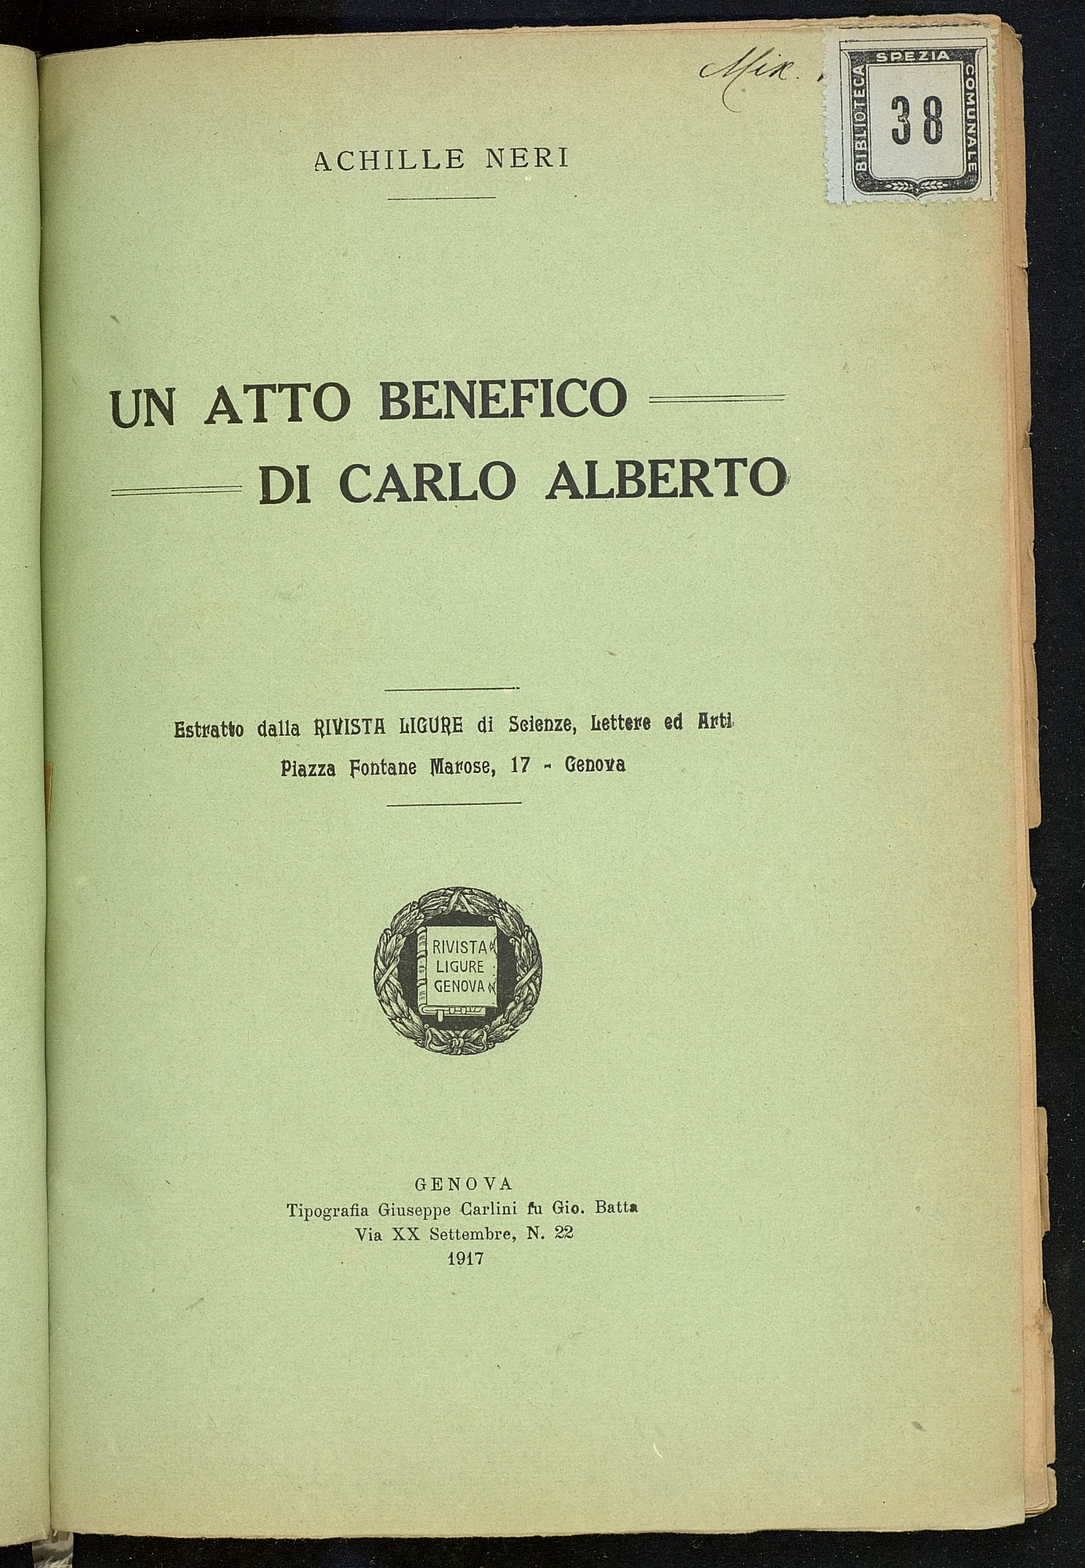 Mix.
BIBLIOTECA SPEZIA COMUNALE
38
ACHILLE NERI
UN ATTO BENEFICO
DI CARLO ALBERTO
Estratto dalla RIVISTA LIGURE di Scienze, Lettere ed Arti
Piazza Fontane Marose, 17 - Genova
RIVISTA
LIGURE
GENOVA
GENOVA
Tipografia Giuseppe Carlini fu Gio. Batta
Via XX Settembre, N. 22
1917